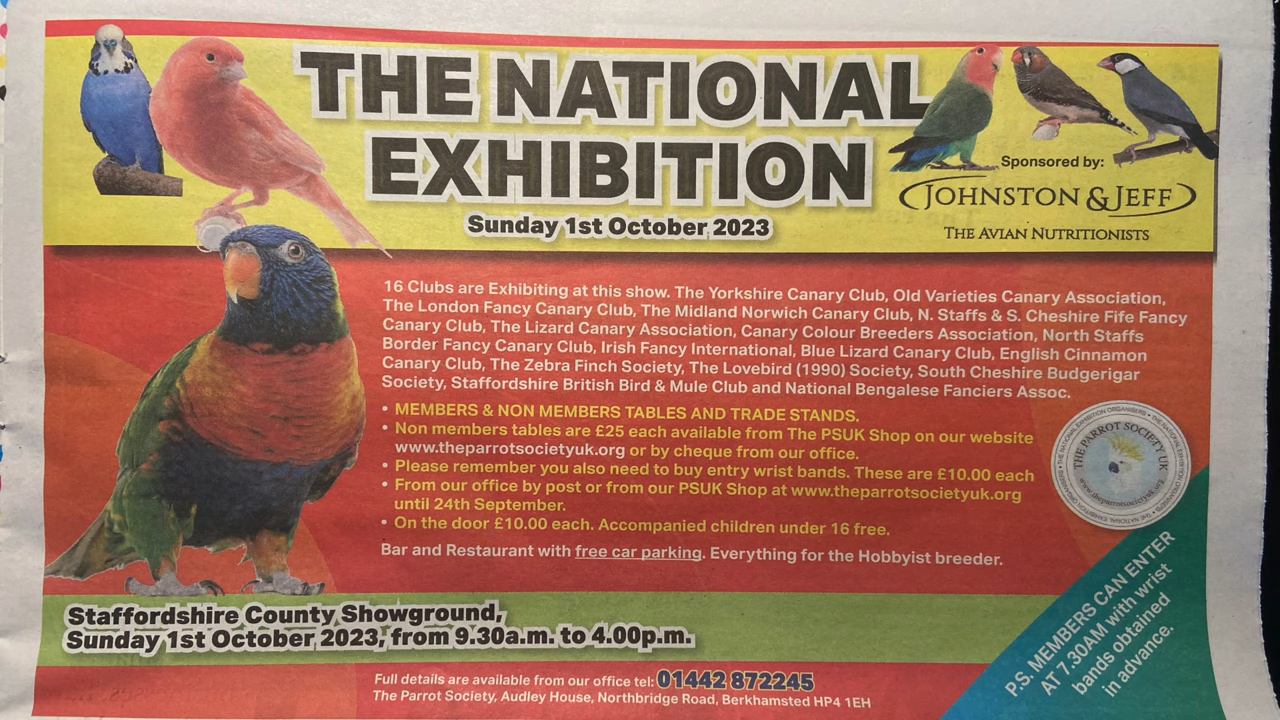 THE NATIONAL
EXHIBITION
Sunday 1st October 2023
Sponsored by:
JOHNSTON & JEFF
THE AVIAN NUTRITIONISTS
16 Clubs are Exhibiting at this show. The Yorkshire Canary Club, Old Varieties Canary Association,
The London Fancy Canary Club, The Midland Norwich Canary Club, N. Staffs & S. Cheshire Fife Fancy
Canary Club, The Lizard Canary Association, Canary Colour Breeders Association, North Staffs
Border Fancy Canary Club, Irish Fancy International, Blue Lizard Canary Club, English Cinnamon
Canary Club, The Zebra Finch Society, The Lovebird (1990) Society, South Cheshire Budgerigar
Society, Staffordshire British Bird & Mule Club and National Bengalese Fanciers Assoc.
• MEMBERS & NON MEMBERS TABLES AND TRADE STANDS.
• Non members tables are £25 each available from The PSUK Shop on our website
www.theparrotsocietyuk.org or by cheque from our office.
• Please remember you also need to buy entry wrist bands. These are £10.00 each
• From our office by post or from our PSUK Shop at www.theparrotsocietyuk.org
until 24th September.
• On the door £10.00 each. Accompanied children under 16 free.
Bar and Restaurant with free car parking. Everything for the Hobbyist breeder.
THE PARROT SOCIETY UK
www.theparrotsocietyuk.org
THE NATIONAL EXHIBITION ORGANISERS
Staffordshire County Showground,
Sunday 1st October 2023, from 9.30a.m. to 4.00p.m.
P.S. MEMBERS CAN ENTER
AT 7.30AM with wrist
bands obtained
in advance.
Full details are available from our office tel: 01442 872245
The Parrot Society, Audley House, Northbridge Road, Berkhamsted HP4 1EH